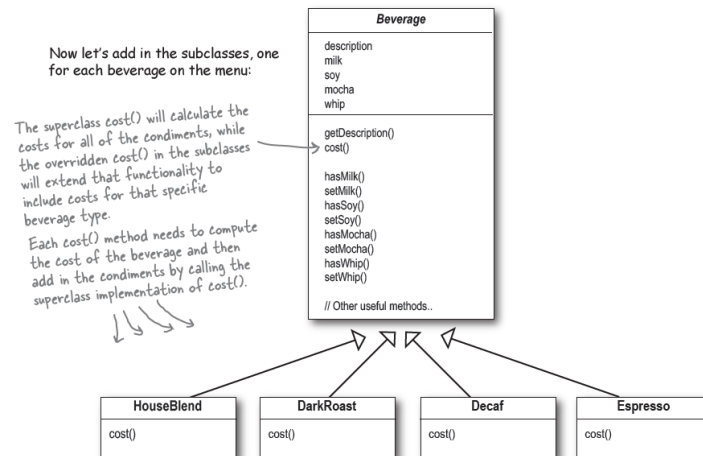 Now let's add in the subclasses, one
for each beverage on the menu:
The superclass cost() will calculate the
costs for all of the condiments, while
the overridden cost() in the subclasses
will extend that functionality to
include costs for that specific
beverage type.
Each cost() method needs to compute
the cost of the beverage and then
add in the condiments by calling the
superclass implementation of cost().
Beverage
description
milk
soy
mocha
whip
getDescription()
cost()
hasMilk()
setMilk()
hasSoy()
setSoy()
hasMocha()
setMocha()
hasWhip()
setWhip()
// Other useful methods..
HouseBlend
cost()
DarkRoast
cost()
Decaf
cost()
Espresso
cost()